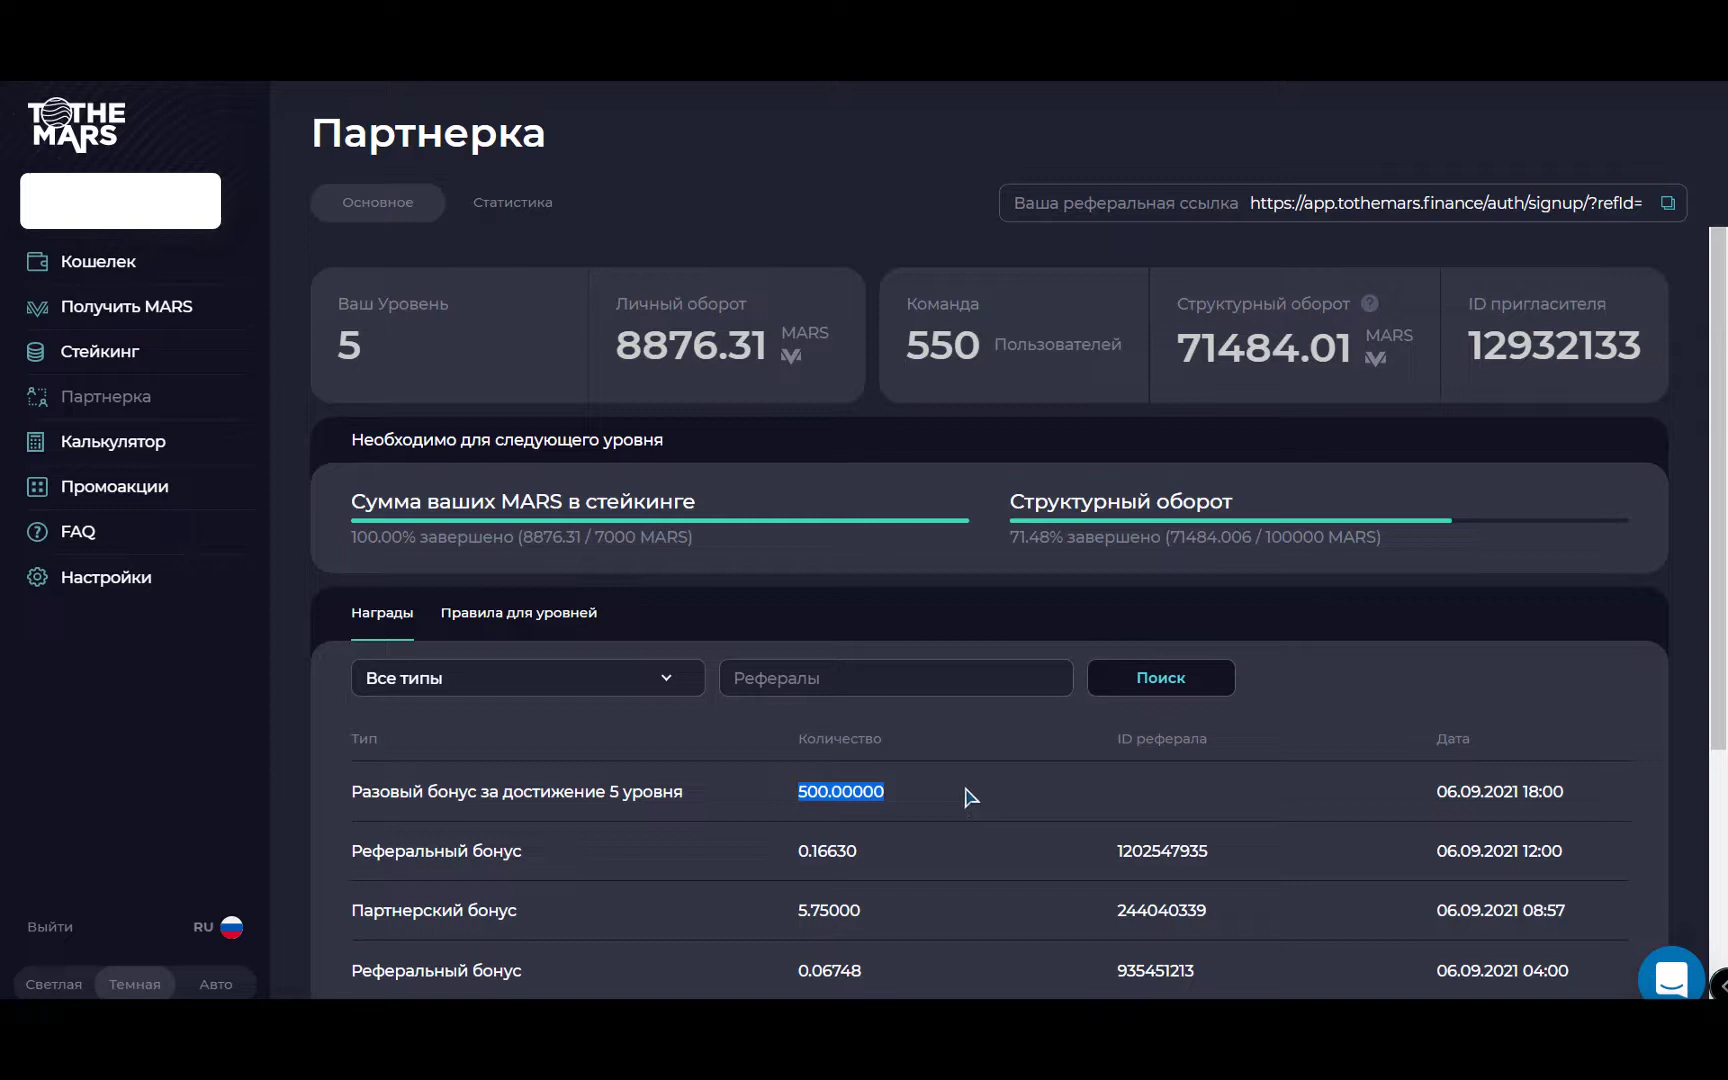 TOTHE
MARS
Кошелек
Получить MARS
Стейкинг
Партнерка
Калькулятор
Промоакции
FAQ
Настройки
Выйти RU
Светлая Темная Авто
Партнерка
Основное Статистика
Ваша реферальная ссылка https://app.tothemars.finance/auth/signup/?refId=
Ваш Уровень
5
Личный оборот
8876.31 MARS
Команда
550 Пользователей
Структурный оборот ?
71484.01 MARS
ID пригласителя
12932133
Необходимо для следующего уровня
Сумма ваших MARS в стейкинге
100.00% завершено (8876.31 / 7000 MARS)
Структурный оборот
71.48% завершено (71484.006 / 100000 MARS)
Награды Правила для уровней
Все типы Рефералы Поиск
Тип Количество ID реферала Дата
Разовый бонус за достижение 5 уровня 500.00000 06.09.2021 18:00
Реферальный бонус 0.16630 1202547935 06.09.2021 12:00
Партнерский бонус 5.75000 244040339 06.09.2021 08:57
Реферальный бонус 0.06748 935451213 06.09.2021 04:00